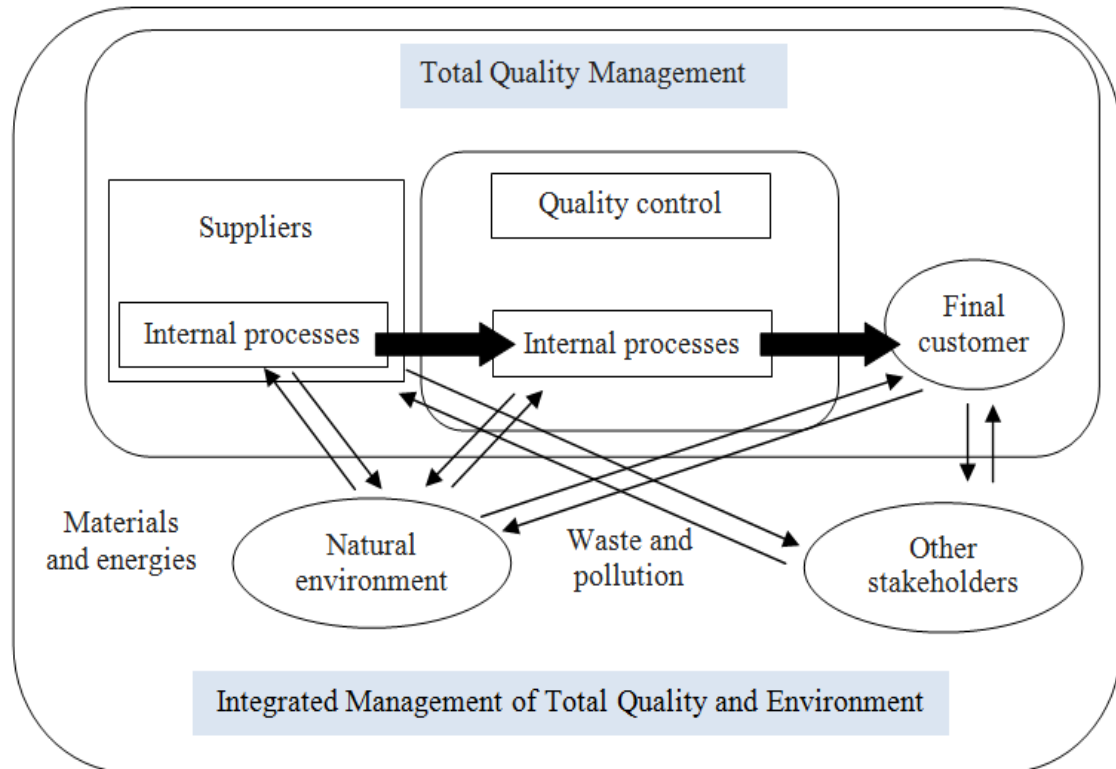 Total Quality Management
Quality control
Suppliers
Internal processes
Internal processes
Final
customer
Materials
and energies
Natural
environment
Waste and
pollution
Other
stakeholders
Integrated Management of Total Quality and Environment